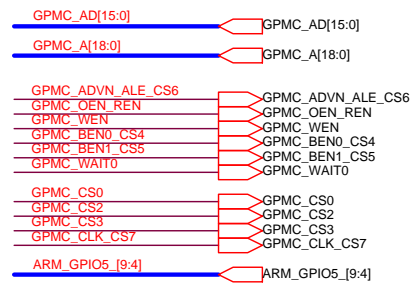 GPMC_AD[15:0] GPMC_AD[15:0]
GPMC_A[18:0] GPMC_A[18:0]
GPMC_ADVN_ALE_CS6 GPMC_ADVN_ALE_CS6
GPMC_OEN_REN GPMC_OEN_REN
GPMC_WEN GPMC_WEN
GPMC_BEN0_CS4 GPMC_BEN0_CS4
GPMC_BEN1_CS5 GPMC_BEN1_CS5
GPMC_WAIT0 GPMC_WAIT0
GPMC_CS0 GPMC_CS0
GPMC_CS2 GPMC_CS2
GPMC_CS3 GPMC_CS3
GPMC_CLK_CS7 GPMC_CLK_CS7
ARM_GPIO5_[9:4] ARM_GPIO5_[9:4]